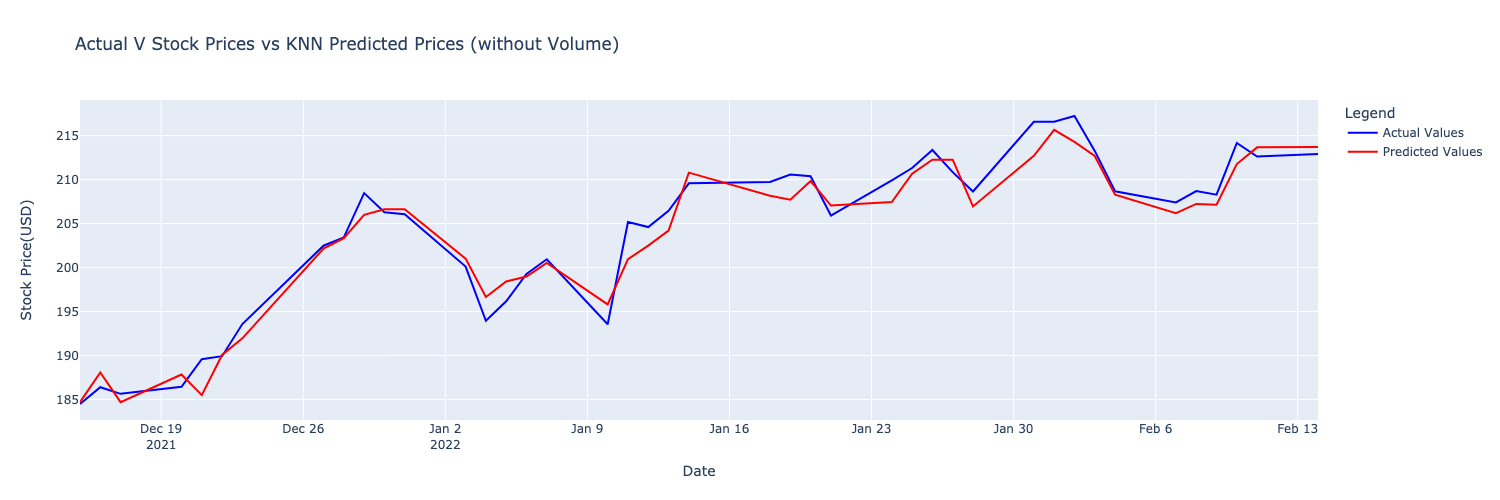 Actual V Stock Prices vs KNN Predicted Prices (without Volume)
Legend
Actual Values
Predicted Values
Stock Price(USD)
215
210
205
200
195
190
185
Dec 19
2021
Dec 26
Jan 2
2022
Jan 9
Jan 16
Jan 23
Jan 30
Feb 6
Feb 13
Date